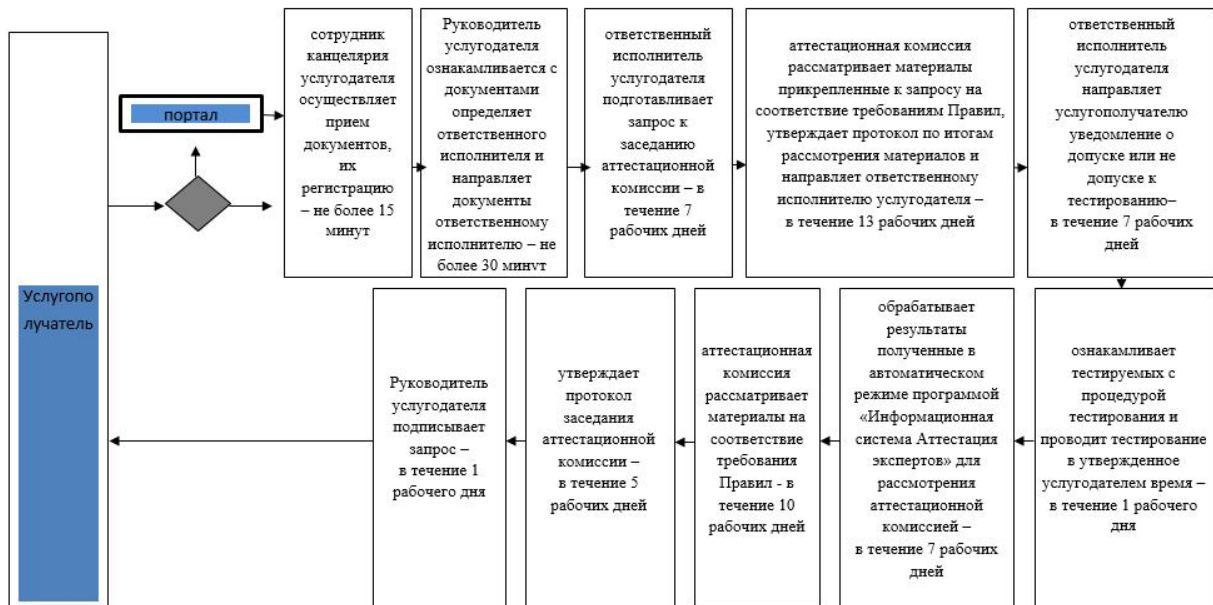 Услугопо
лучатель
портал
сотрудник
канцелярия
услугодателя
осуществляет
прием
документов,
их
регистрацию
– не более 15
минут
Руководитель
услугодателя
ознакамливается с
документами
определяет
ответственного
исполнителя и
направляет
документы
ответственному
исполнителю – не
более 30 минут
ответственный
исполнитель
услугодателя
подготавливает
запрос к
заседанию
аттестационной
комиссии – в
течение 7
рабочих дней
аттестационная комиссия
рассматривает материалы
прикрепленные к запросу на
соответствие требованиям Правил,
утверждает протокол по итогам
рассмотрения материалов и
направляет ответственному
исполнителю услугодателя –
в течение 13 рабочих дней
ответственный
исполнитель
услугодателя
направляет
услугополучателю
уведомление о
допуске или не
допуске к
тестированию–
в течение 7 рабочих
дней
ознакамливает
тестируемых с
процедурой
тестирования и
проводит тестирование
в утвержденное
услугодателем время –
в течение 1 рабочего
дня
обрабатывает
результаты
полученные в
автоматическом
режиме программой
«Информационная
система Аттестация
экспертов» для
рассмотрения
аттестационной
комиссией –
в течение 7 рабочих
дней
аттестационная
комиссия
рассматривает
материалы на
соответствие
требования
Правил - в
течение 10
рабочих дней
утверждает
протокол
заседания
аттестационной
комиссии –
в течение 5
рабочих дней
Руководитель
услугодателя
подписывает
запрос –
в течение 1
рабочего дня